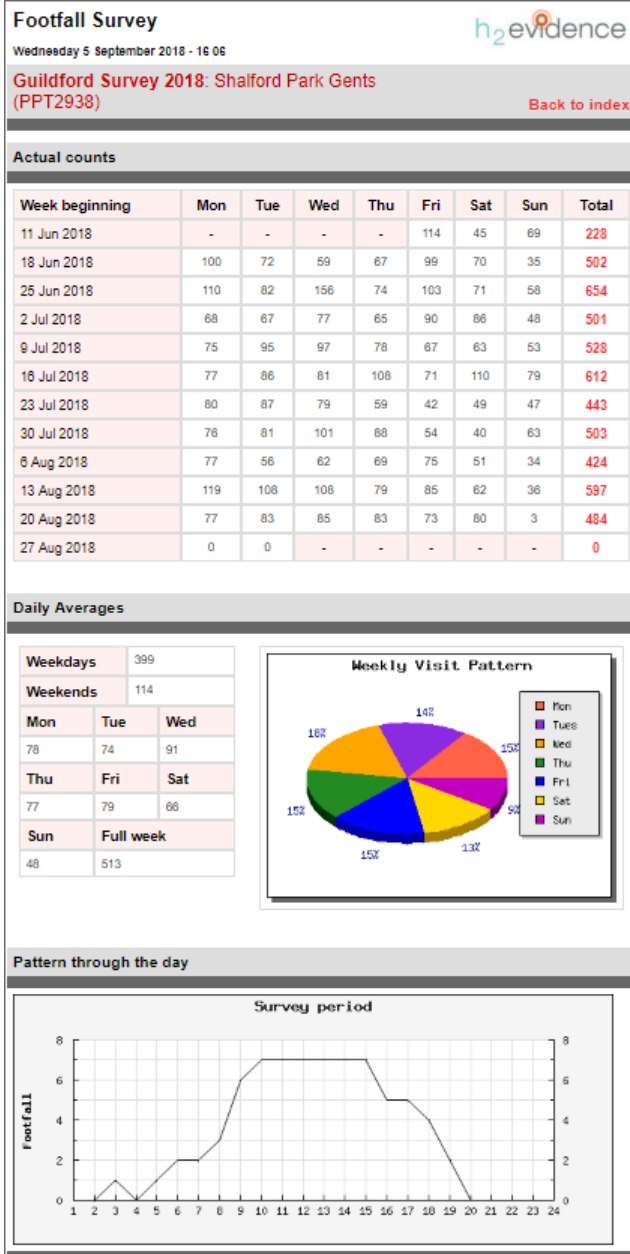 Footfall Survey
h2evidence
Wednesday 5 September 2018 - 16 06
Guildford Survey 2018: Shalford Park Gents
(PPT2938)
Back to index
Actual counts
Week beginning Mon Tue Wed Thu Fri Sat Sun Total
11 Jun 2018 - - - - 114 45 69 228
18 Jun 2018 100 72 59 67 99 70 35 502
25 Jun 2018 110 82 156 74 103 71 58 654
2 Jul 2018 68 67 77 65 90 86 48 501
9 Jul 2018 75 95 97 78 67 63 53 528
16 Jul 2018 77 86 81 108 71 110 79 612
23 Jul 2018 80 87 79 59 42 49 47 443
30 Jul 2018 76 81 101 88 54 40 63 503
6 Aug 2018 77 56 62 69 75 51 34 424
13 Aug 2018 119 108 108 79 85 62 36 597
20 Aug 2018 77 83 85 83 73 80 3 484
27 Aug 2018 0 0 - - - - - 0
Daily Averages
Weekdays 399
Weekends 114
Mon Tue Wed
78 74 91
Thu Fri Sat
77 79 66
Sun Full week
48 513
Weekly Visit Pattern
14%
18%
15%
15%
15%
13%
9%
Mon
Tues
Wed
Thu
Fri
Sat
Sun
Pattern through the day
Survey period
Footfall
8 8
6 6
4 4
2 2
0 0
1 2 3 4 5 6 7 8 9 10 11 12 13 14 15 16 17 18 19 20 21 22 23 24